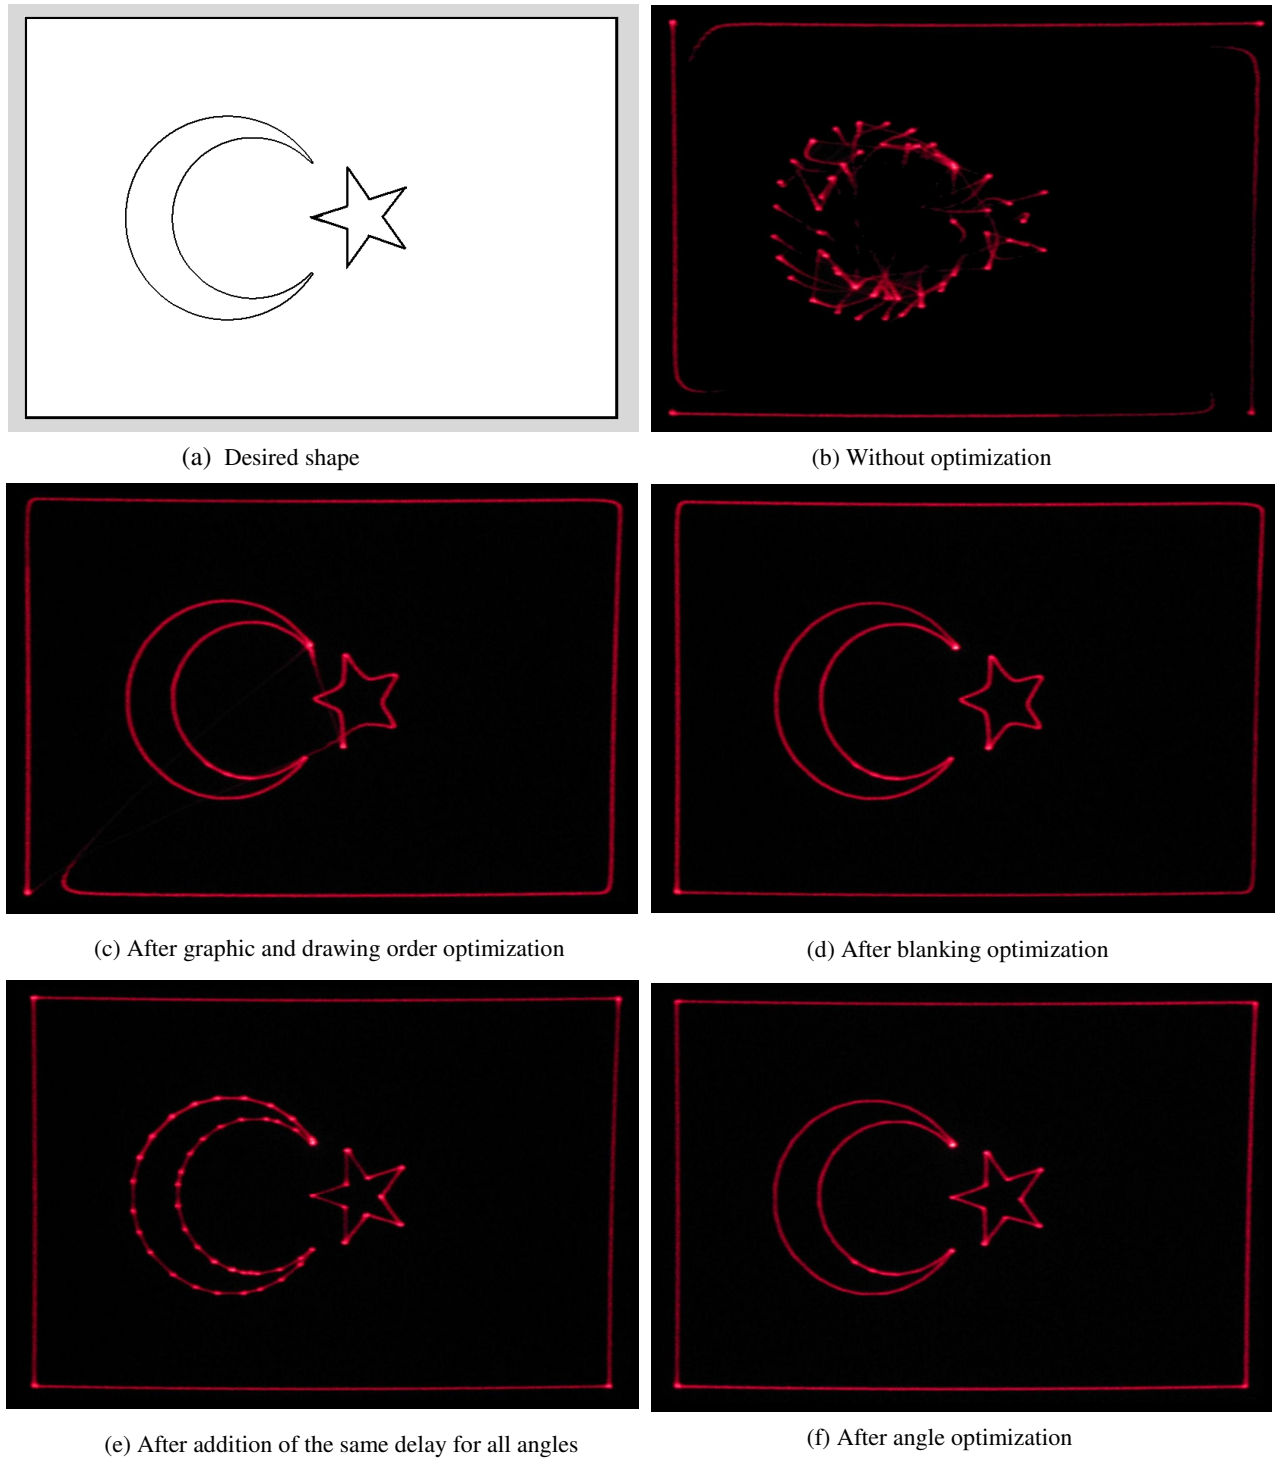 (a) Desired shape
(b) Without optimization
(c) After graphic and drawing order optimization
(d) After blanking optimization
(e) After addition of the same delay for all angles
(f) After angle optimization